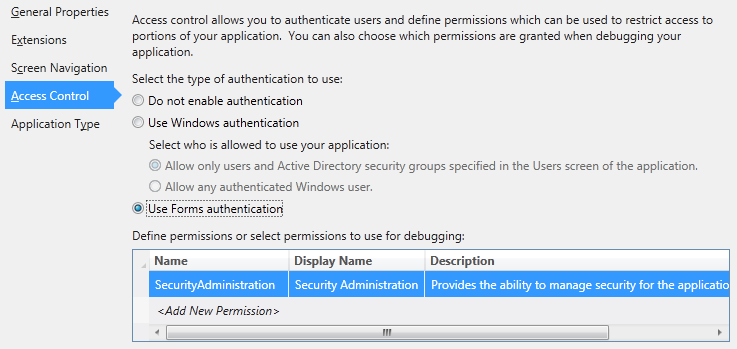 General Properties
Extensions
Screen Navigation
Access Control
Application Type
Access control allows you to authenticate users and define permissions which can be used to restrict access to
portions of your application.  You can also choose which permissions are granted when debugging your
application.
Select the type of authentication to use:
Do not enable authentication
Use Windows authentication
Select who is allowed to use your application:
Allow only users and Active Directory security groups specified in the Users screen of the application.
Allow any authenticated Windows user.
Use Forms authentication
Define permissions or select permissions to use for debugging:
Name Display Name Description
SecurityAdministration Security Administration Provides the ability to manage security for the applicatio
<Add New Permission>